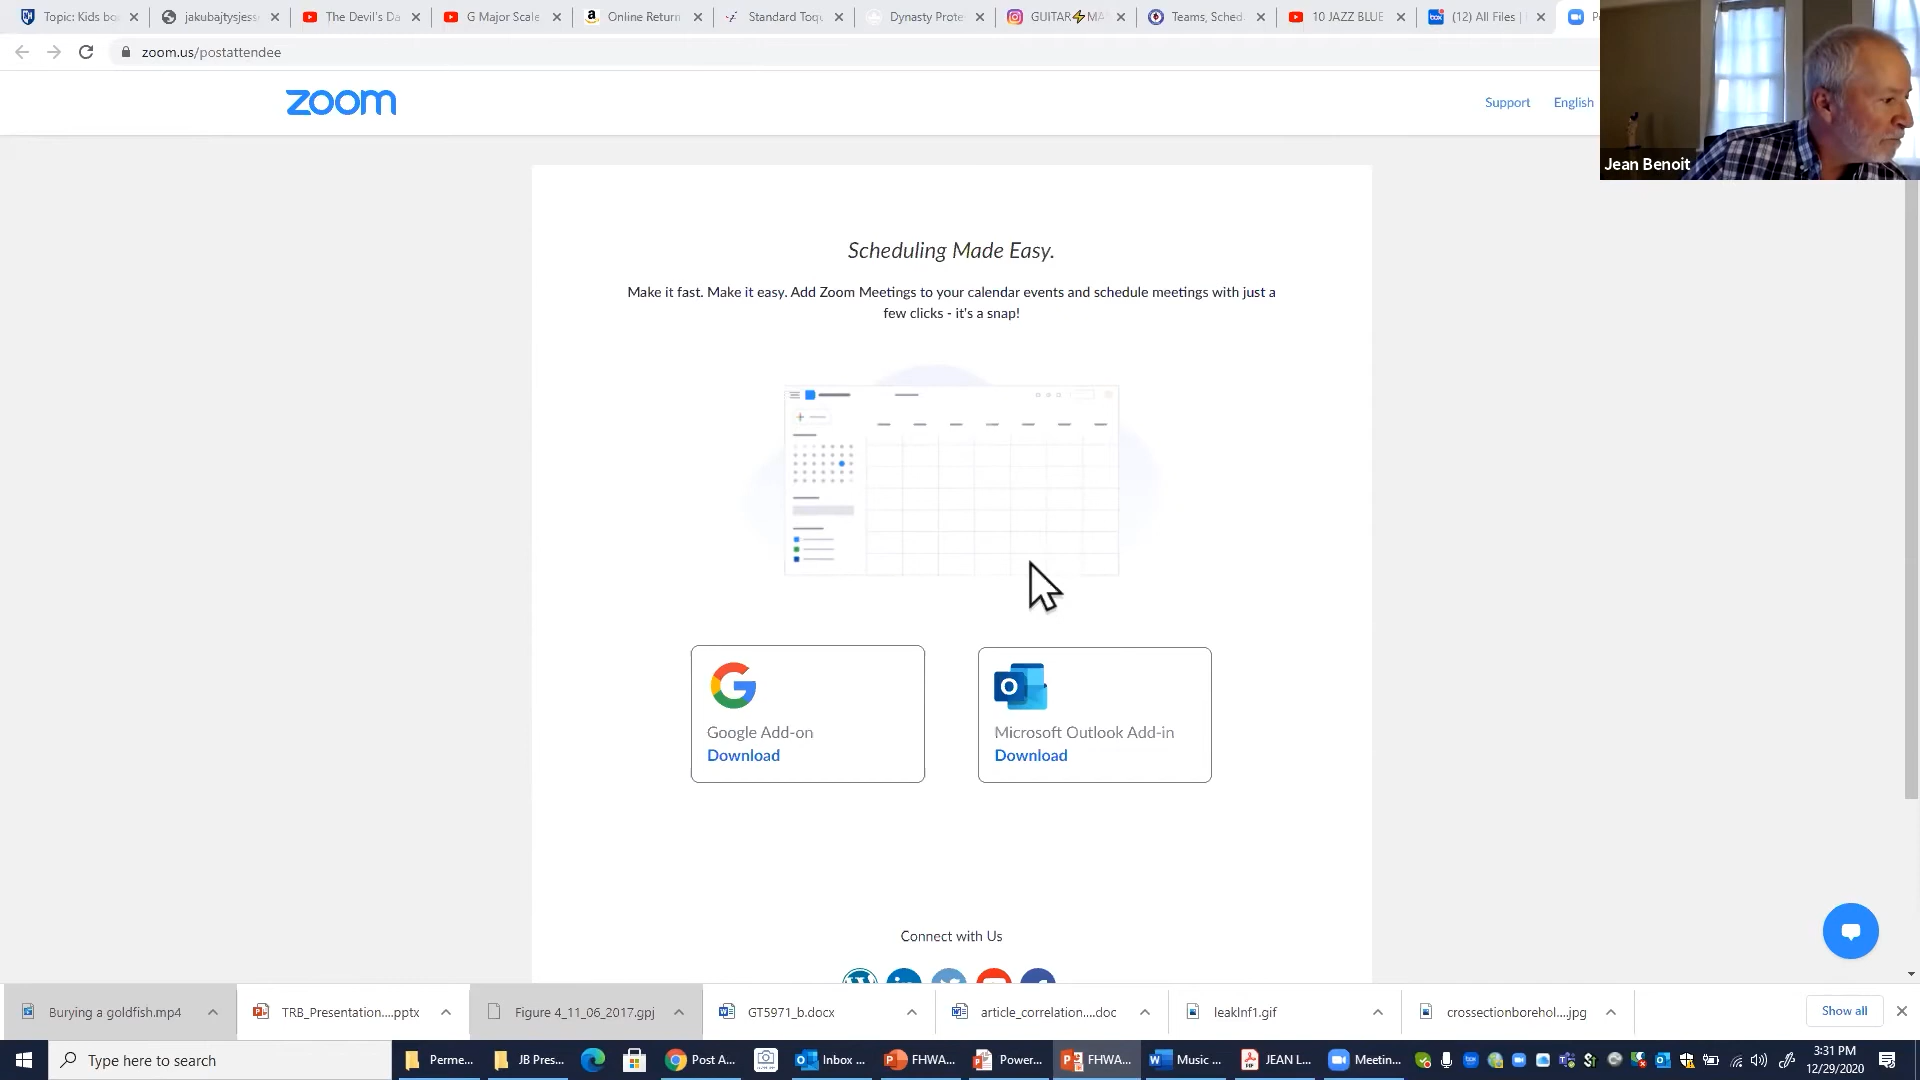 Topic: Kids bo
jakubajtysjess
The Devil's Da
G Major Scale
Online Return
Standard Toqu
Dynasty Prote
GUITAR⚡MA
Teams, Sched
10 JAZZ BLUE
box
(12) All Files |
zoom.us/postattendee
zoom
Support
English
Jean Benoit
Scheduling Made Easy.
Make it fast. Make it easy. Add Zoom Meetings to your calendar events and schedule meetings with just a
few clicks - it's a snap!
Google Add-on
Download
Microsoft Outlook Add-in
Download
Connect with Us
Burying a goldfish.mp4
TRB_Presentation....pptx
Figure 4_11_06_2017.gpj
GT5971_b.docx
article_correlation....doc
leakInf1.gif
crossectionborehol....jpg
Show all
Type here to search
Perme...
JB Pres...
Post A...
Inbox ...
FHWA...
Power...
FHWA...
Music ...
JEAN L...
Meetin...
3:31 PM
12/29/2020